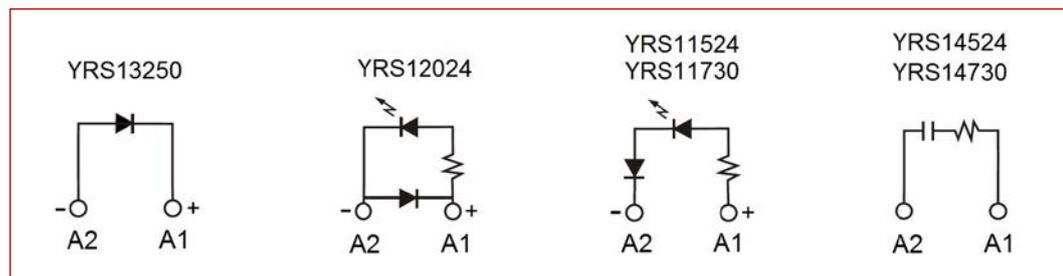 YRS13250
- +
A2 A1
YRS12024
- +
A2 A1
YRS11524
YRS11730
- +
A2 A1
YRS14524
YRS14730
A2 A1